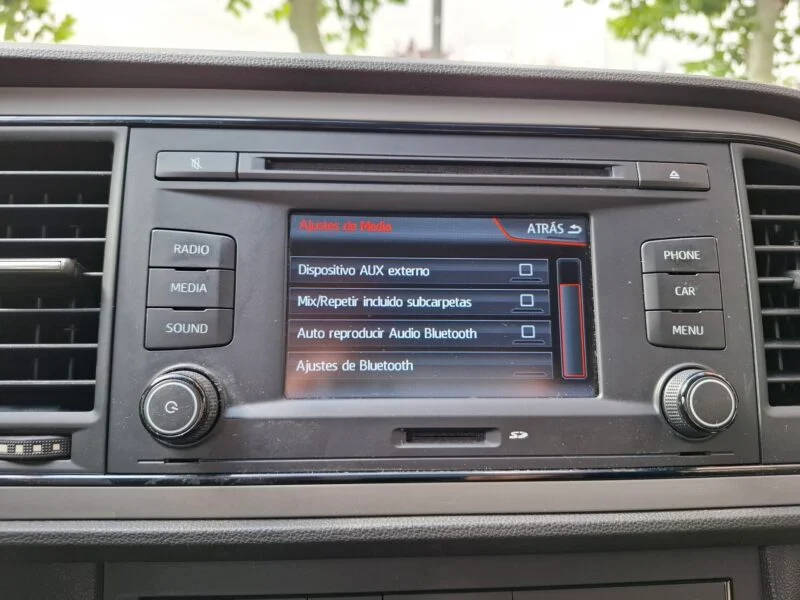 Ajustes de Media
ATRÁS
Dispositivo AUX externo
Mix/Repetir incluido subcarpetas
Auto reproducir Audio Bluetooth
Ajustes de Bluetooth
RADIO
MEDIA
SOUND
PHONE
CAR
MENU
SD